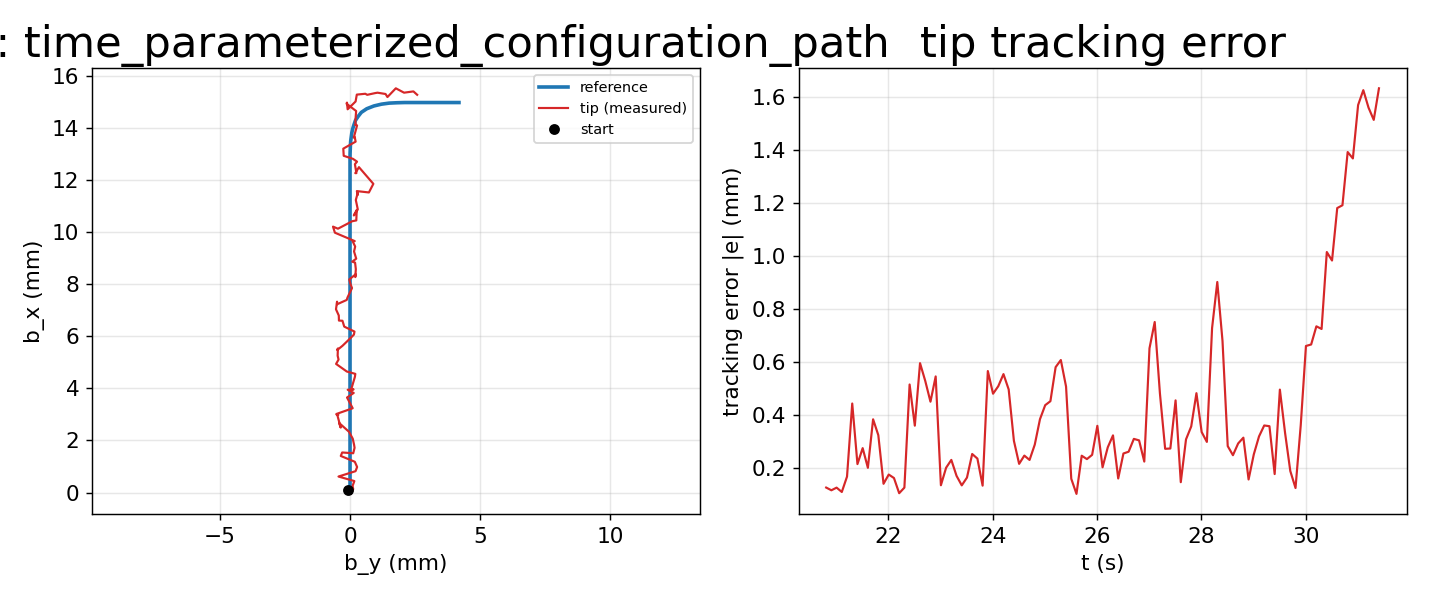 : time_parameterized_configuration_path
tip tracking error
16
14
12
10
8
6
4
2
0
b_x (mm)
−5
0
5
10
b_y (mm)
reference
tip (measured)
start
1.6
1.4
1.2
1.0
0.8
0.6
0.4
0.2
tracking error |e| (mm)
22
24
26
28
30
t (s)